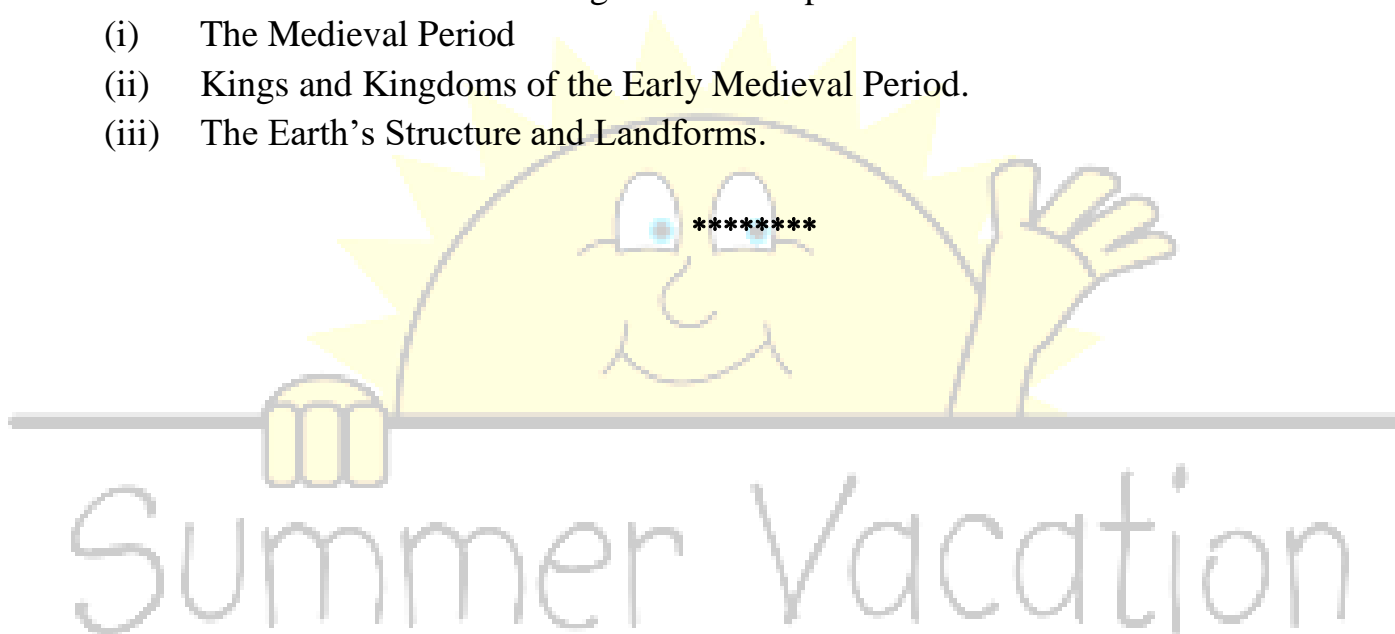 (i) The Medieval Period
(ii) Kings and Kingdoms of the Early Medieval Period.
(iii) The Earth’s Structure and Landforms.
********
Summer Vacation